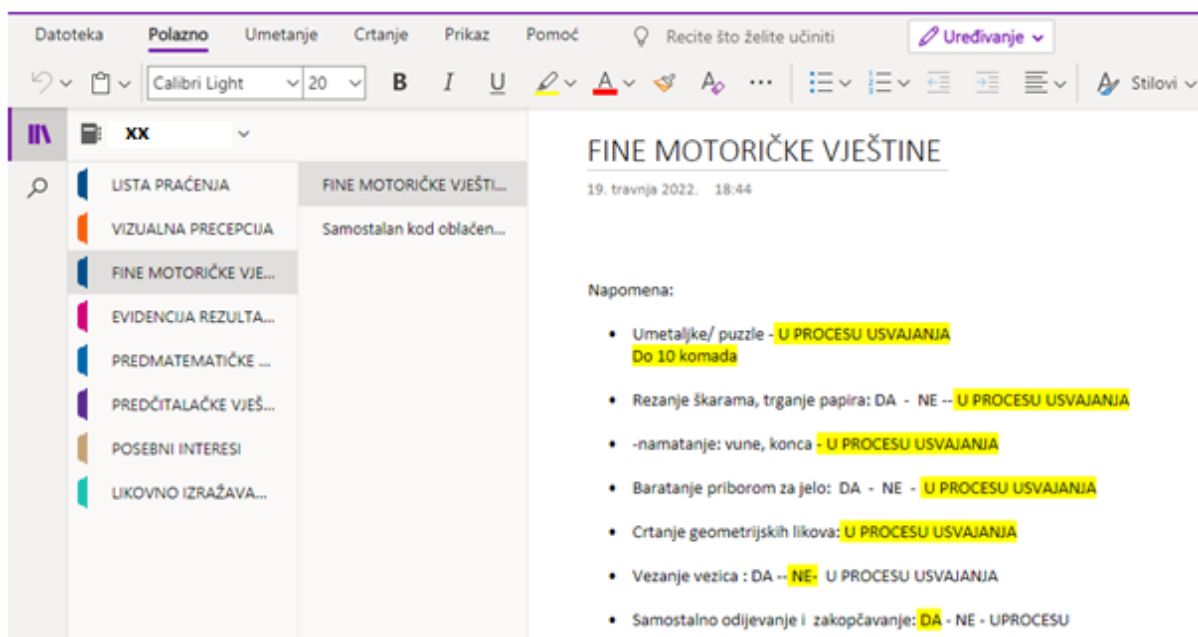 Datoteka Polazno Umetanje Crtanje Prikaz Pomoć Recite što želite učiniti Uređivanje
Calibri Light 20 B I U A A ... Stilovi
XX
LISTA PRAĆENJA
VIZUALNA PRECEPCIJA
FINE MOTORIČKE VJE...
EVIDENCIJA REZULTA...
PREDMATEMATIČKE ...
PREDČITALAČKE VJEŠ...
POSEBNI INTERESI
LIKOVNO IZRAŽAVA...
FINE MOTORIČKE VJEŠTI...
Samostalan kod oblačen...
FINE MOTORIČKE VJEŠTINE
19. travnja 2022. 18:44
Napomena:
• Umetaljke/ puzzle - U PROCESU USVAJANJA
Do 10 komada
• Rezanje škarama, trganje papira: DA - NE -- U PROCESU USVAJANJA
• -namatanje: vune, konca - U PROCESU USVAJANJA
• Baratanje priborom za jelo: DA - NE - U PROCESU USVAJANJA
• Crtanje geometrijskih likova: U PROCESU USVAJANJA
• Vezanje vezica : DA -- NE- U PROCESU USVAJANJA
• Samostalno odijevanje i zakopčavanje: DA - NE - UPROCESU